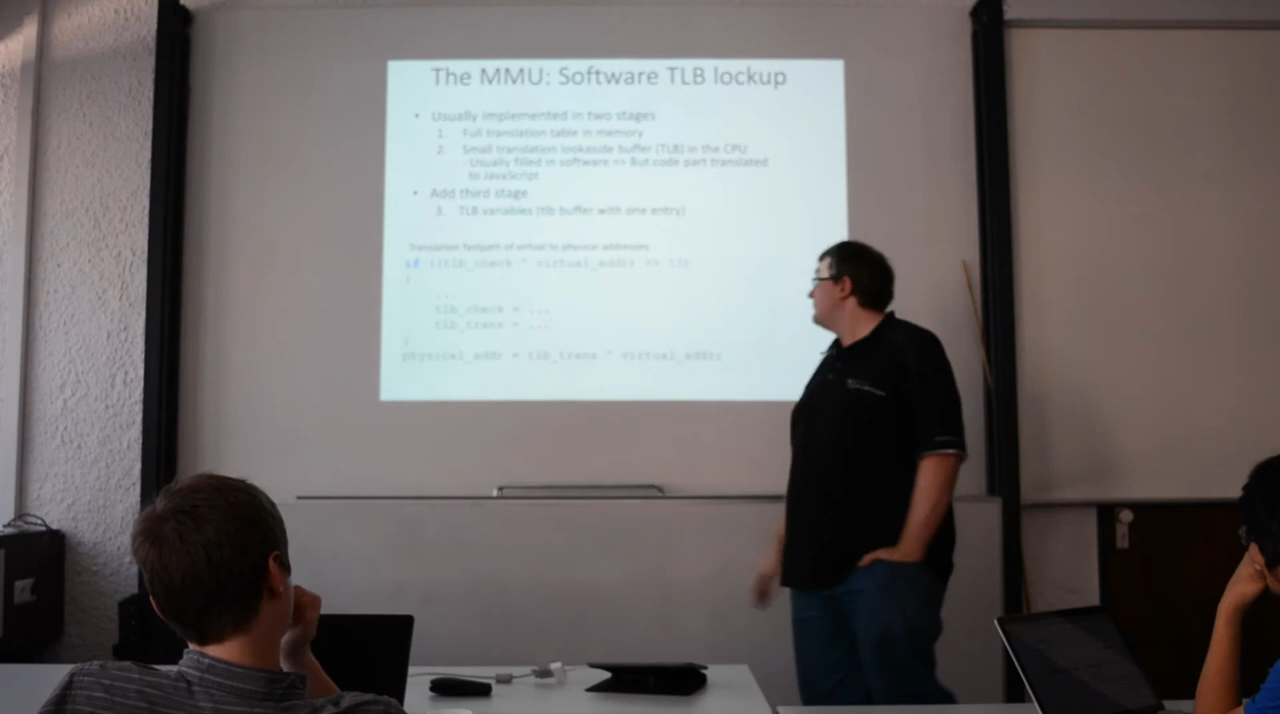 The MMU: Software TLB lockup
• Usually implemented in two stages
1. Full translation table in memory
2. Small translation lookaside buffer (TLB) in the CPU
- Usually filled in software => But code part translated
to JavaScript
• Add third stage
3. TLB variables (tlb buffer with one entry)
Translation fastpath of virtual to physical addresses:
if ((tlb_check ^ virtual_addr) >> 12)
{
...
tlb_check = ...
tlb_trans = ...
}
physical_addr = tlb_trans ^ virtual_addr;